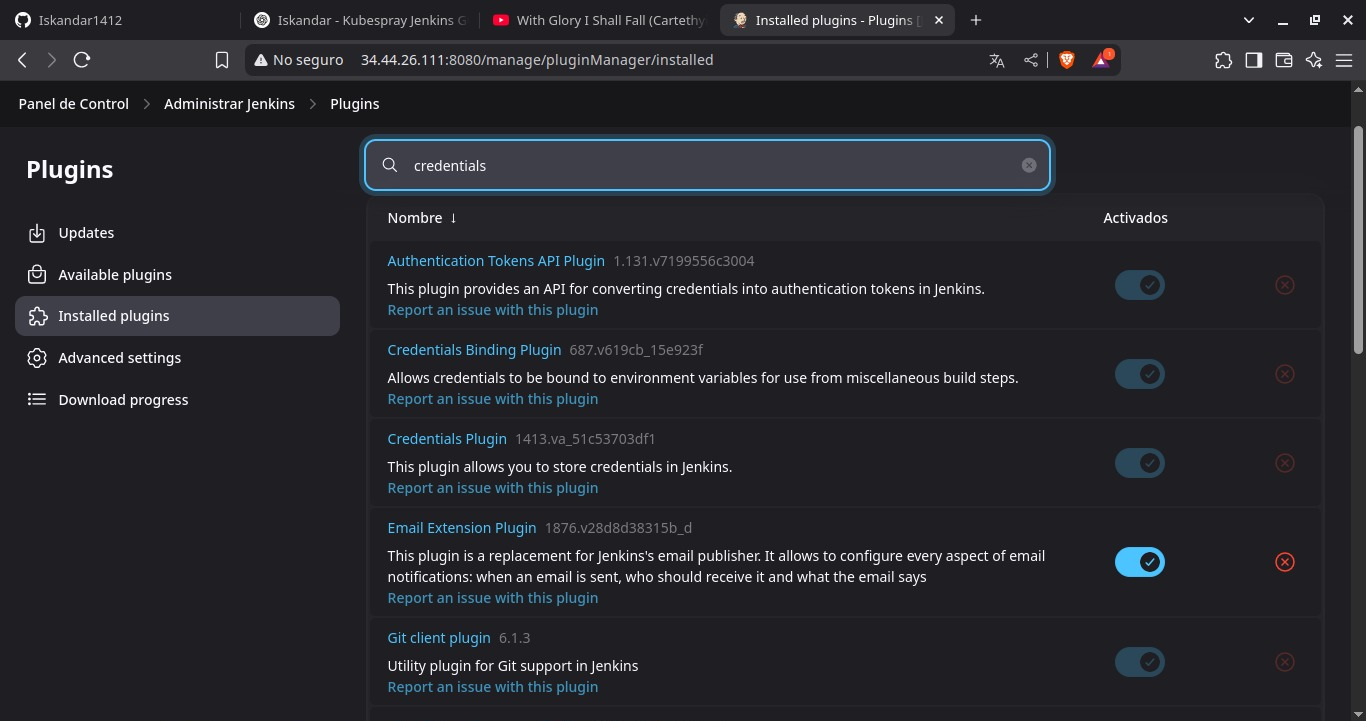 Iskandar1412
Iskandar - Kubespray Jenkins G
With Glory I Shall Fall (Cartethy
Installed plugins - Plugins [
No seguro 34.44.26.111:8080/manage/pluginManager/installed
Panel de Control Administrar Jenkins Plugins
Plugins
Updates
Available plugins
Installed plugins
Advanced settings
Download progress
credentials
Nombre ↓ Activados
Authentication Tokens API Plugin 1.131.v7199556c3004
This plugin provides an API for converting credentials into authentication tokens in Jenkins.
Report an issue with this plugin
Credentials Binding Plugin 687.v619cb_15e923f
Allows credentials to be bound to environment variables for use from miscellaneous build steps.
Report an issue with this plugin
Credentials Plugin 1413.va_51c53703df1
This plugin allows you to store credentials in Jenkins.
Report an issue with this plugin
Email Extension Plugin 1876.v28d8d38315b_d
This plugin is a replacement for Jenkins's email publisher. It allows to configure every aspect of email
notifications: when an email is sent, who should receive it and what the email says
Report an issue with this plugin
Git client plugin 6.1.3
Utility plugin for Git support in Jenkins
Report an issue with this plugin